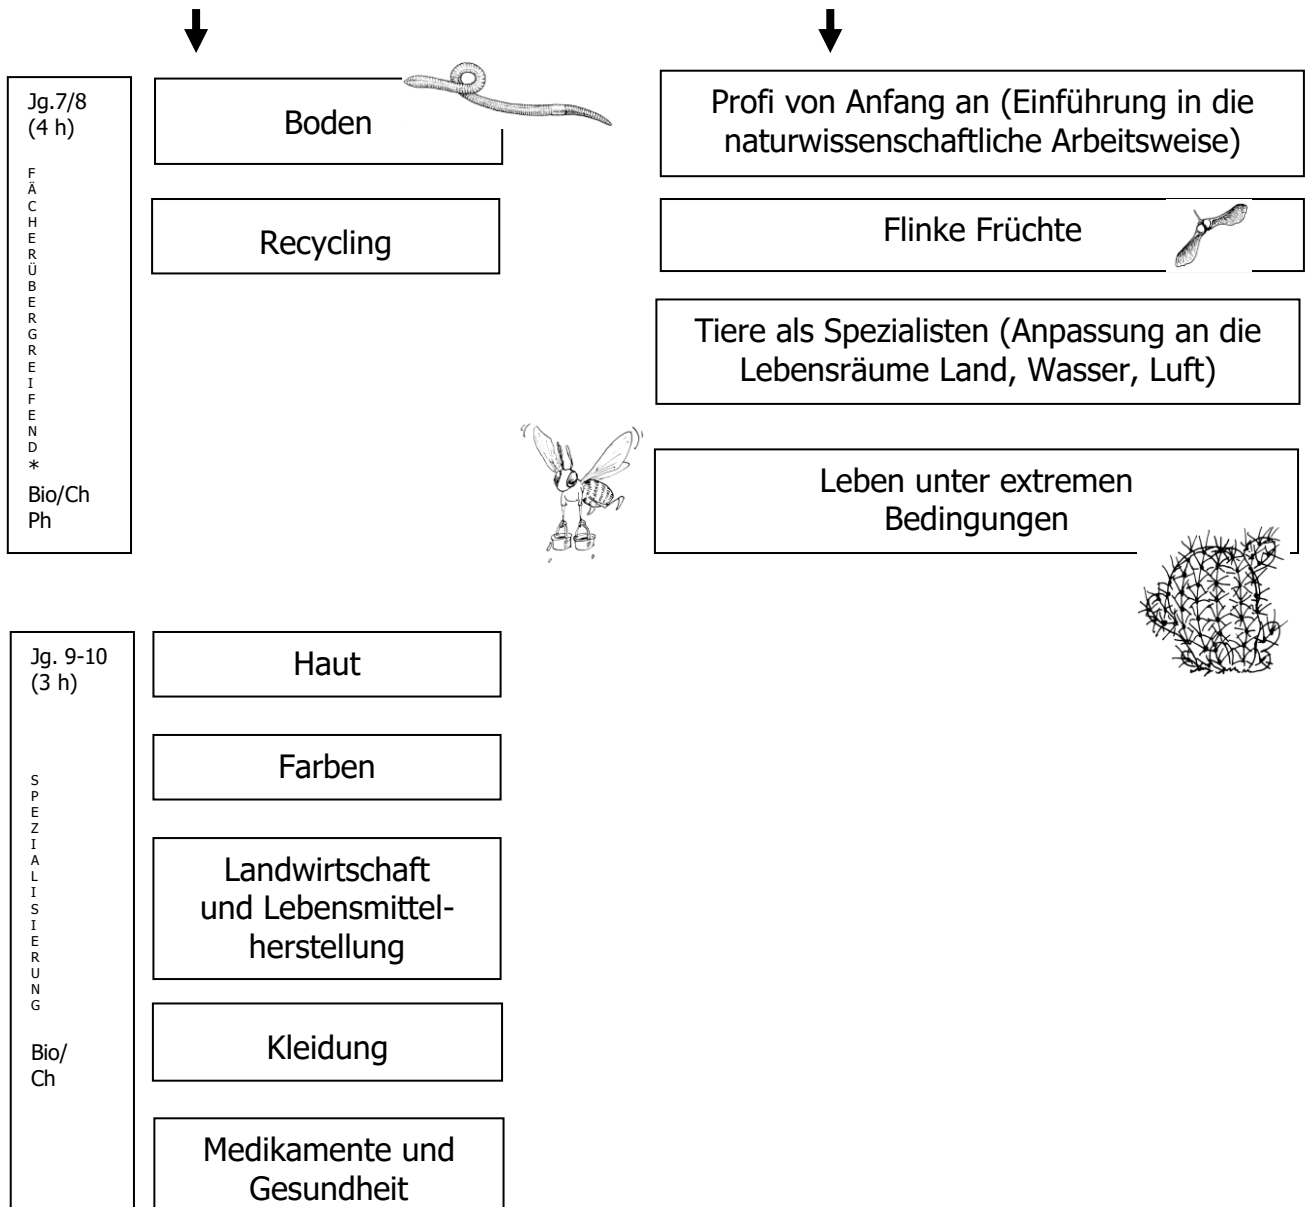 Jg.7/8
(4 h)
FÄCHERÜBERGREIFEND*
Bio/Ch
Ph
Boden
Recycling
Profi von Anfang an (Einführung in die
naturwissenschaftliche Arbeitsweise)
Flinke Früchte
Tiere als Spezialisten (Anpassung an die
Lebensräume Land, Wasser, Luft)
Leben unter extremen
Bedingungen
Jg. 9-10
(3 h)
SPEZIALISIERUNG
Bio/
Ch
Haut
Farben
Landwirtschaft
und Lebensmittel-
herstellung
Kleidung
Medikamente und
Gesundheit